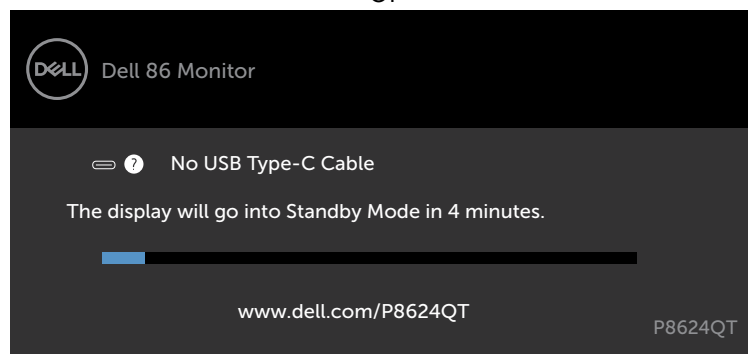 DELL
Dell 86 Monitor
? No USB Type-C Cable
The display will go into Standby Mode in 4 minutes.
www.dell.com/P8624QT
P8624QT